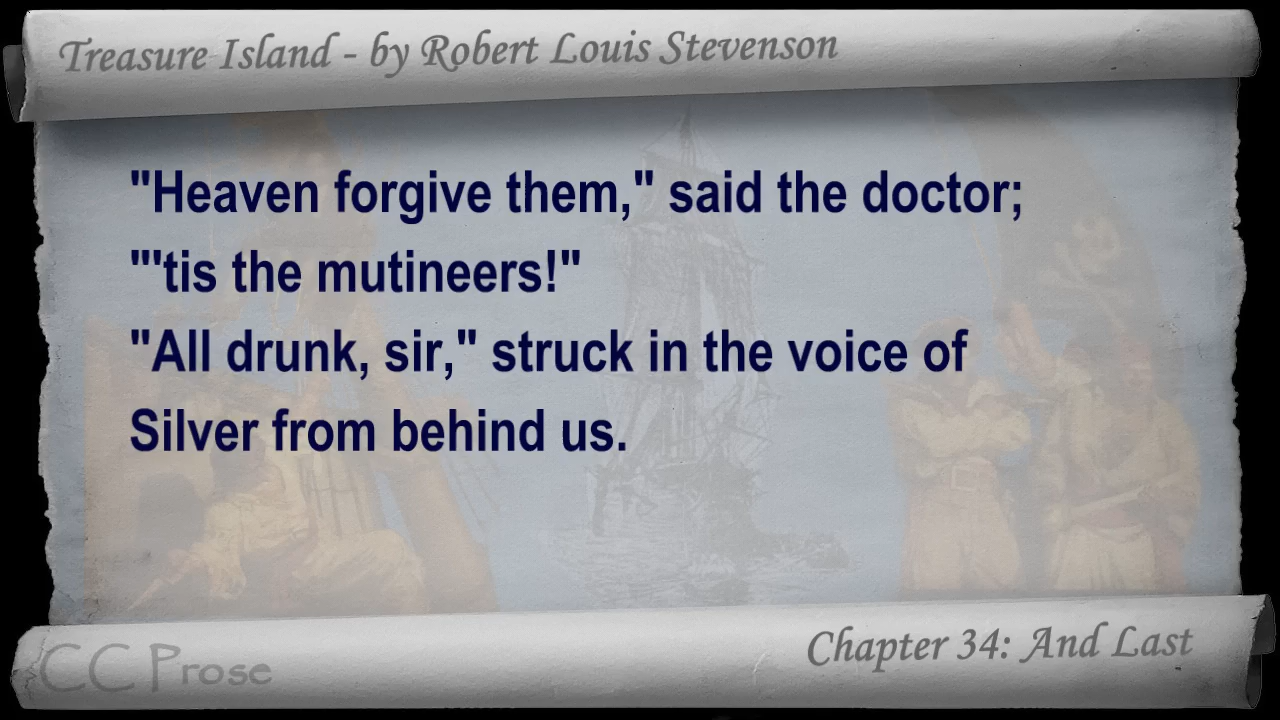 Treasure Island - by Robert Louis Stevenson
"Heaven forgive them," said the doctor;
"'tis the mutineers!"
"All drunk, sir," struck in the voice of
Silver from behind us.
Chapter 34: And Last
CC Prose